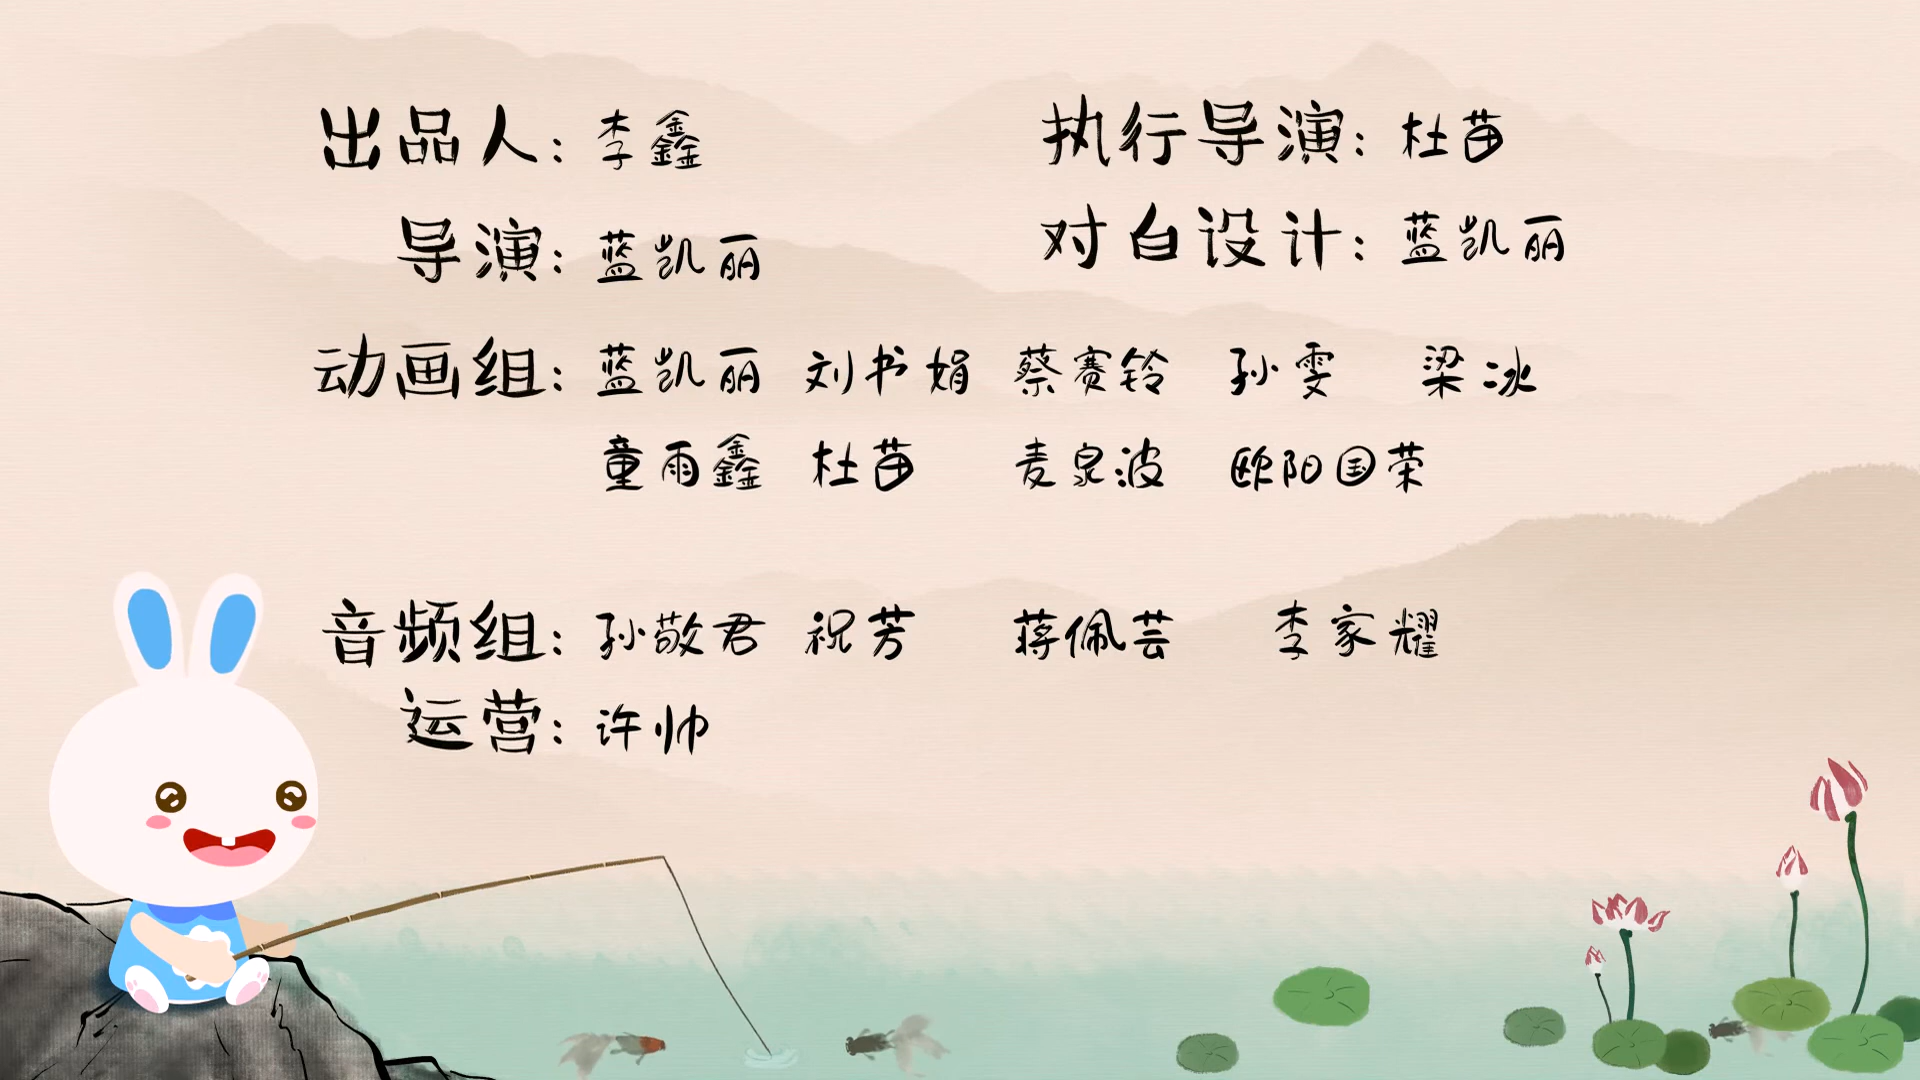 出品人：李鑫
执行导演：杜苗
导演：蓝凯丽
对白设计：蓝凯丽
动画组：蓝凯丽 刘书娟 蔡赛铃 孙雯 梁冰
童雨鑫 杜苗 麦泉波 欧阳国荣
音频组：孙敬君 祝芳 蒋佩芸 李家耀
运营：许帅